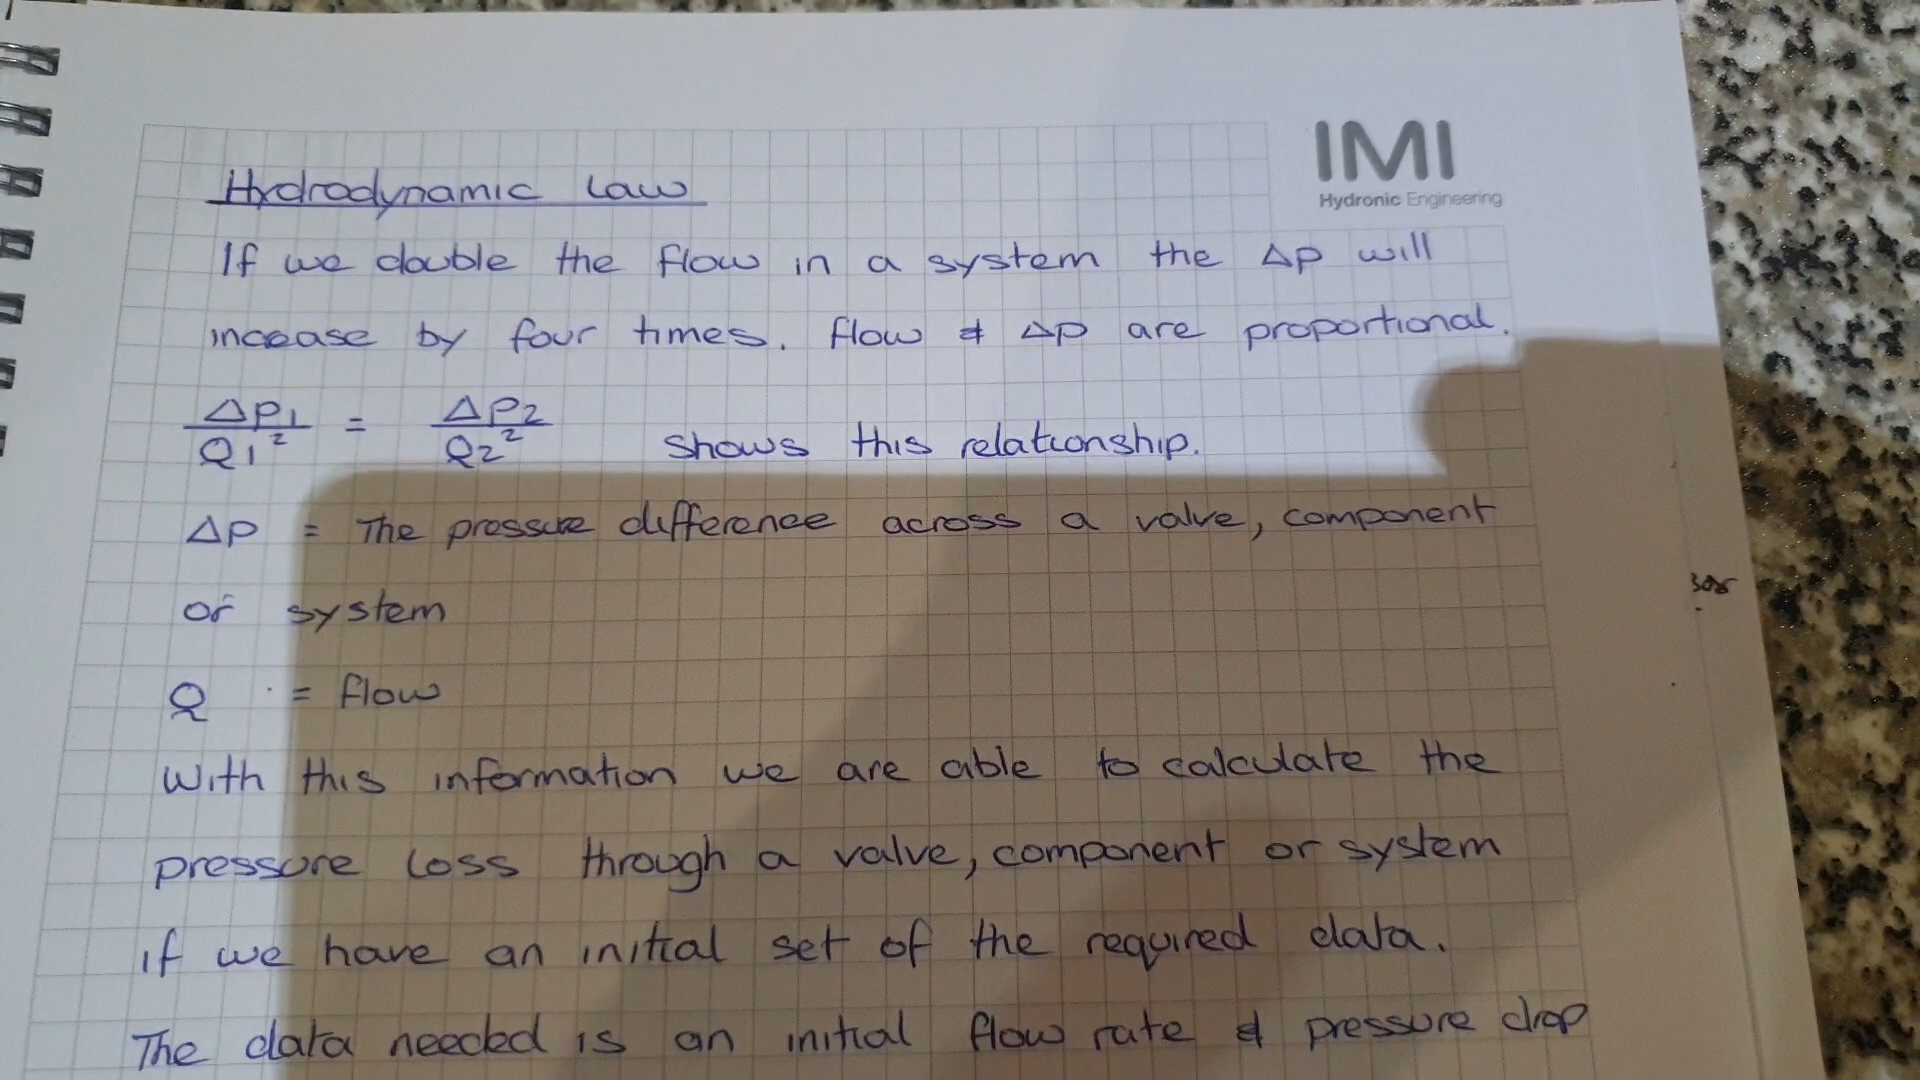 IMI
Hydronic Engineering
Hydrodynamic Law
If we double the flow in a system the Δp will
increase by four times. flow & Δp are proportional.
Δp1/Q1² = Δp2/Q2² shows this relationship.
Δp = The pressure difference across a valve, component
or system
Q = flow
With this information we are able to calculate the
pressure loss through a valve, component or system
if we have an initial set of the required data.
The data needed is an initial flow rate & pressure drop